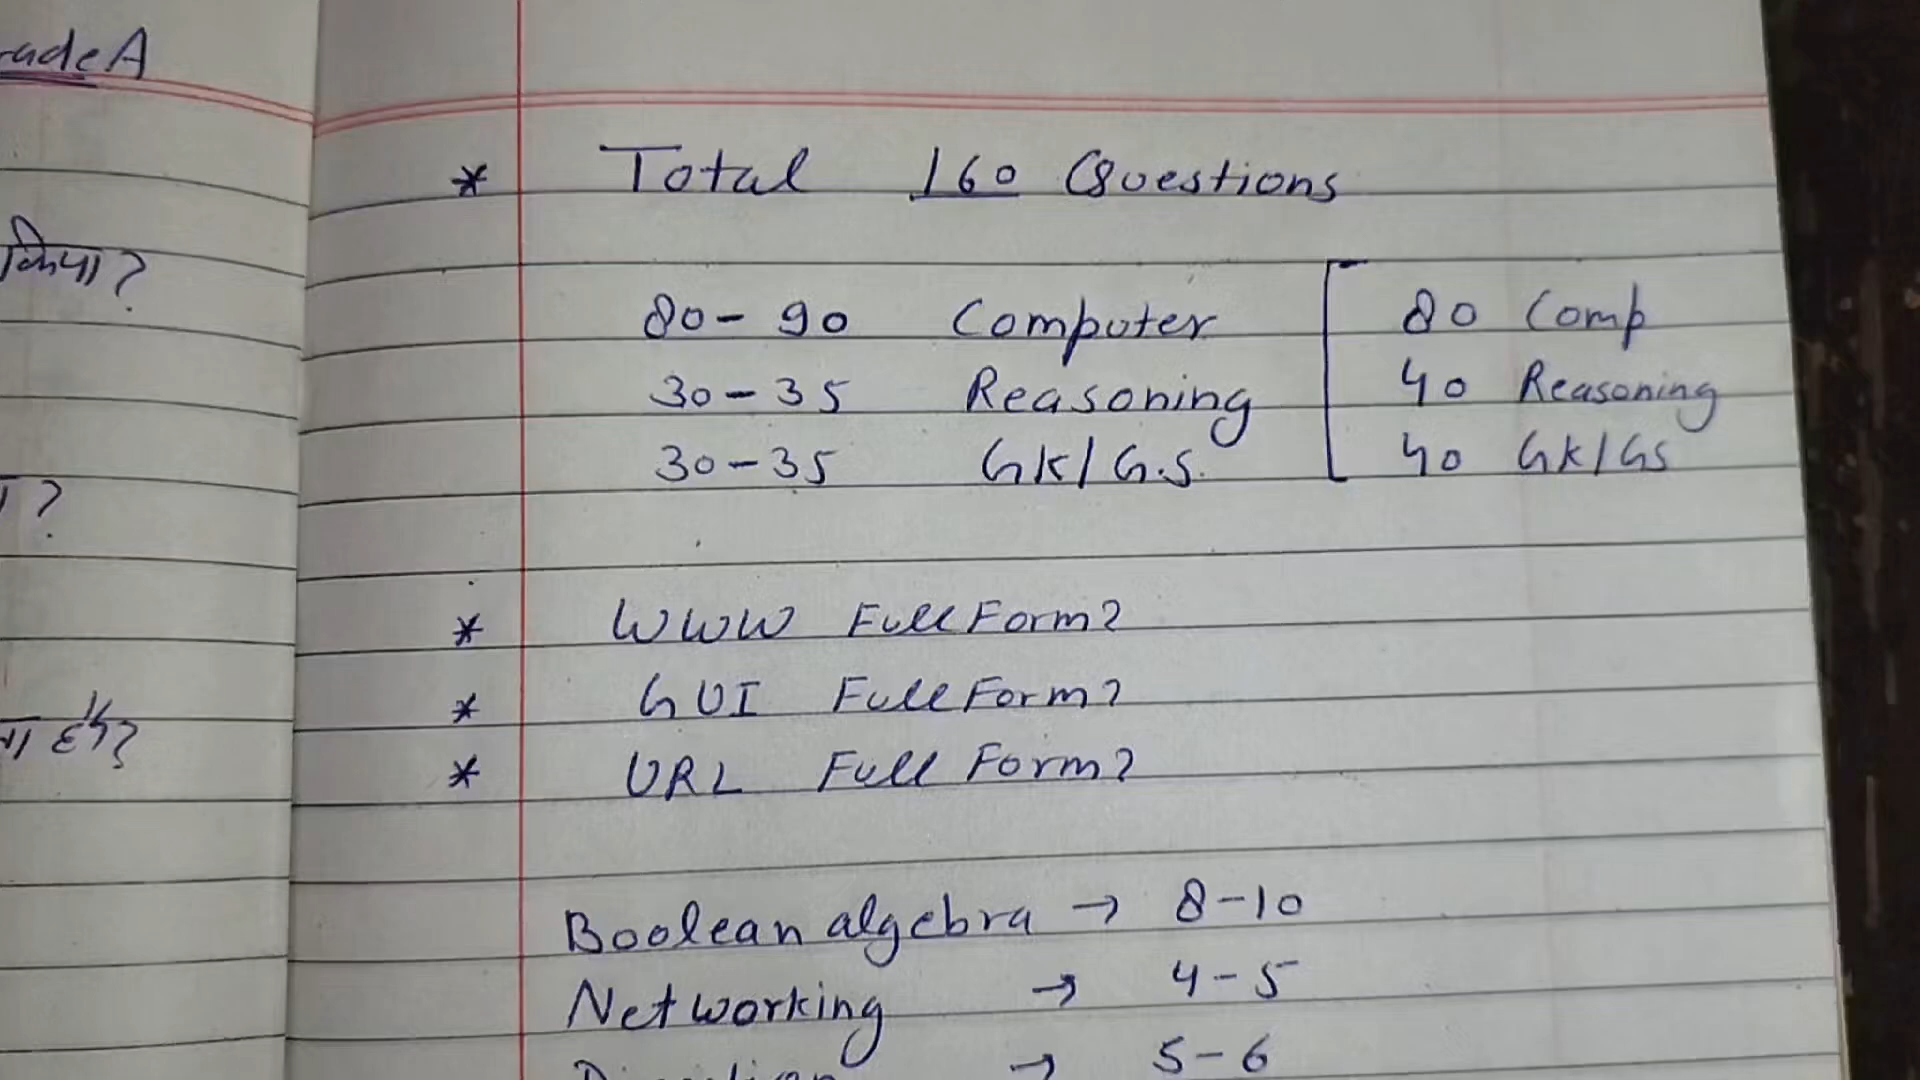 rade A
किया?
?
है?
* Total 160 Questions
80 - 90 Computer
30 - 35 Reasoning
30 - 35 GK/G.S.
80 Comp
40 Reasoning
40 GK/GS
* WWW Full Form?
* GUI Full Form?
* URL Full Form?
Boolean algebra → 8-10
Networking → 4-5
→ 5-6